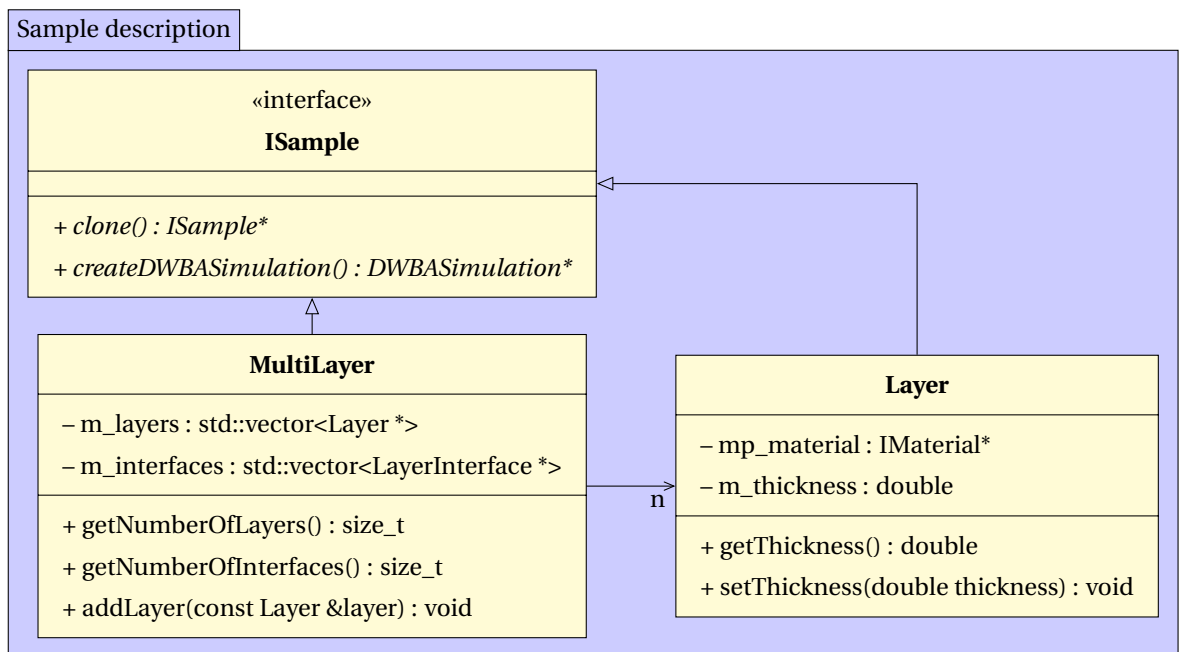 Sample description
«interface»
ISample
+ clone() : ISample*
+ createDWBASimulation() : DWBASimulation*
MultiLayer
– m_layers : std::vector<Layer *>
– m_interfaces : std::vector<LayerInterface *>
+ getNumberOfLayers() : size_t
+ getNumberOfInterfaces() : size_t
+ addLayer(const Layer &layer) : void
n
Layer
– mp_material : IMaterial*
– m_thickness : double
+ getThickness() : double
+ setThickness(double thickness) : void